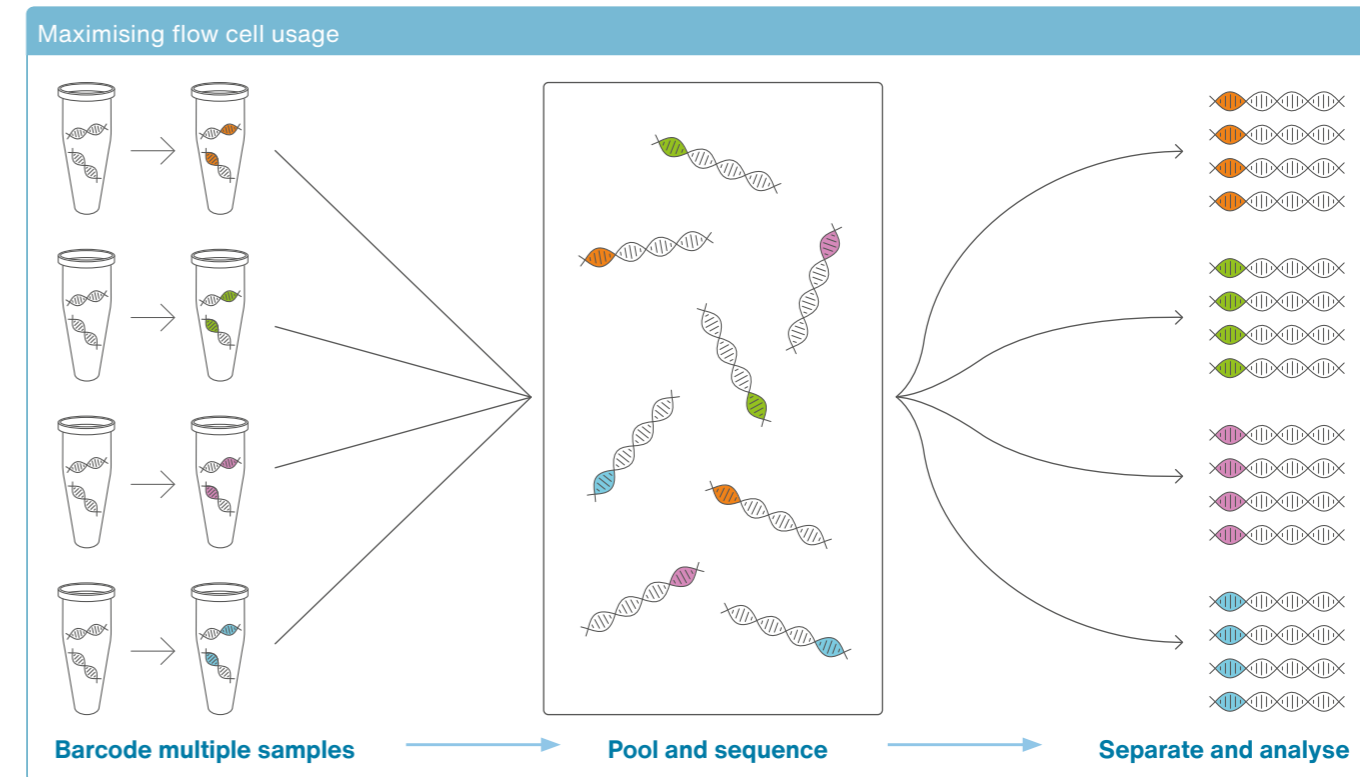 Maximising flow cell usage
Barcode multiple samples
Pool and sequence
Separate and analyse